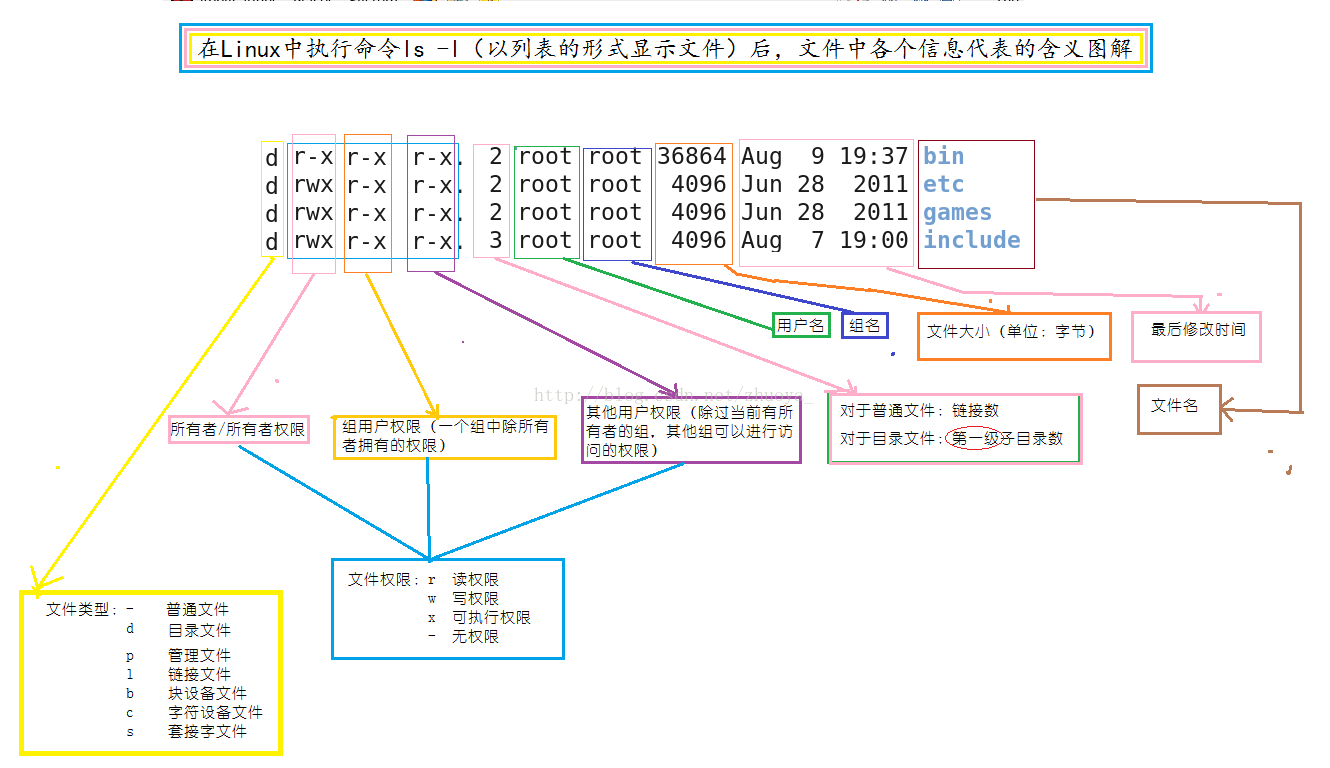 在Linux中执行命令ls -l（以列表的形式显示文件）后，文件中各个信息代表的含义图解
d r-x r-x r-x. 2 root root 36864 Aug 9 19:37 bin
d rwx r-x r-x. 2 root root 4096 Jun 28 2011 etc
d rwx r-x r-x. 2 root root 4096 Jun 28 2011 games
d rwx r-x r-x. 3 root root 4096 Aug 7 19:00 include
用户名
组名
文件大小（单位：字节）
最后修改时间
http://blog.csdn.net/zhuoya_
所有者/所有者权限
组用户权限（一个组中除所有
者拥有的权限）
其他用户权限（除过当前有所
有者的组，其他组可以进行访
问的权限）
对于普通文件：链接数
对于目录文件：第一级子目录数
文件名
文件权限：r 读权限
w 写权限
x 可执行权限
- 无权限
文件类型：- 普通文件
d 目录文件
p 管理文件
l 链接文件
b 块设备文件
c 字符设备文件
s 套接字文件